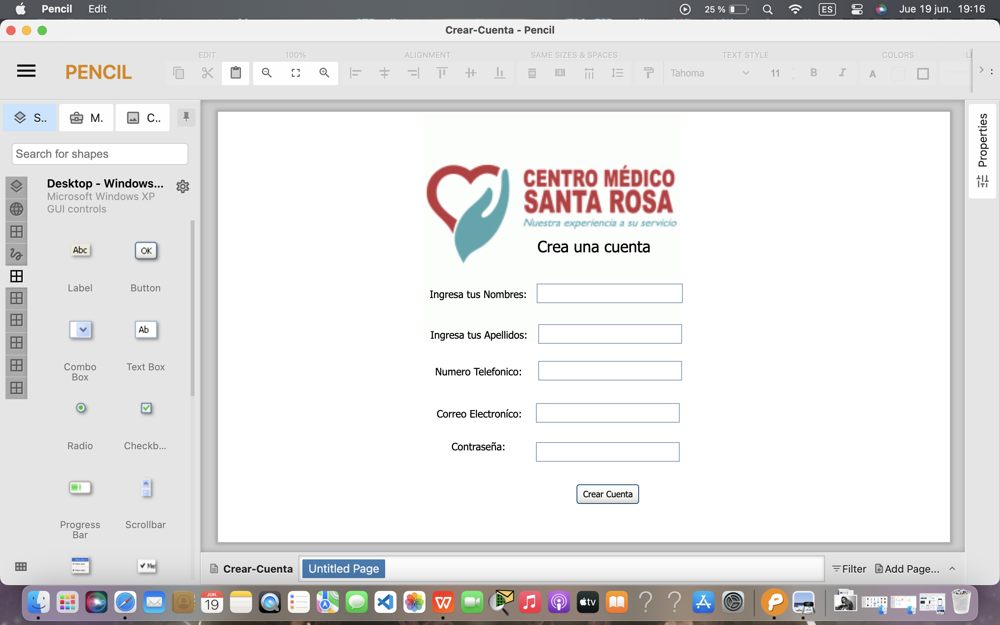 Pencil Edit 25 % ES Jue 19 jun. 19:16
Crear-Cuenta - Pencil
EDIT 100% ALIGNMENT SAME SIZES & SPACES TEXT STYLE COLORS LI
PENCIL Tahoma 11 B I A
S.. M. C..
Properties
Search for shapes
Desktop - Windows...
Microsoft Windows XP
GUI controls
Abc OK
Label Button
Ab
Combo Box Text Box
Radio Checkb...
Progress Bar Scrollbar
CENTRO MÉDICO
SANTA ROSA
Nuestra experiencia a su servicio
Crea una cuenta
Ingresa tus Nombres:
Ingresa tus Apellidos:
Numero Telefonico:
Correo Electroníco:
Contraseña:
Crear Cuenta
Crear-Cuenta Untitled Page Filter Add Page...
JUN.
19
tv